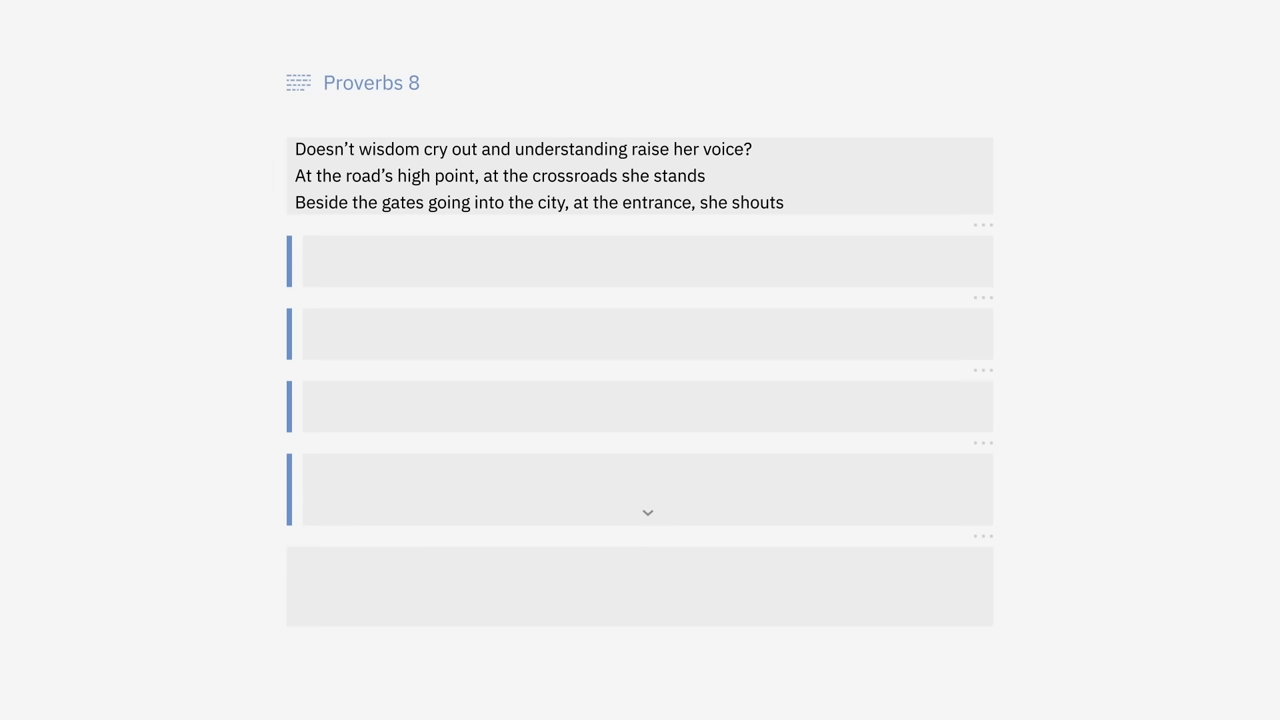 Proverbs 8
Doesn’t wisdom cry out and understanding raise her voice?
At the road’s high point, at the crossroads she stands
Beside the gates going into the city, at the entrance, she shouts